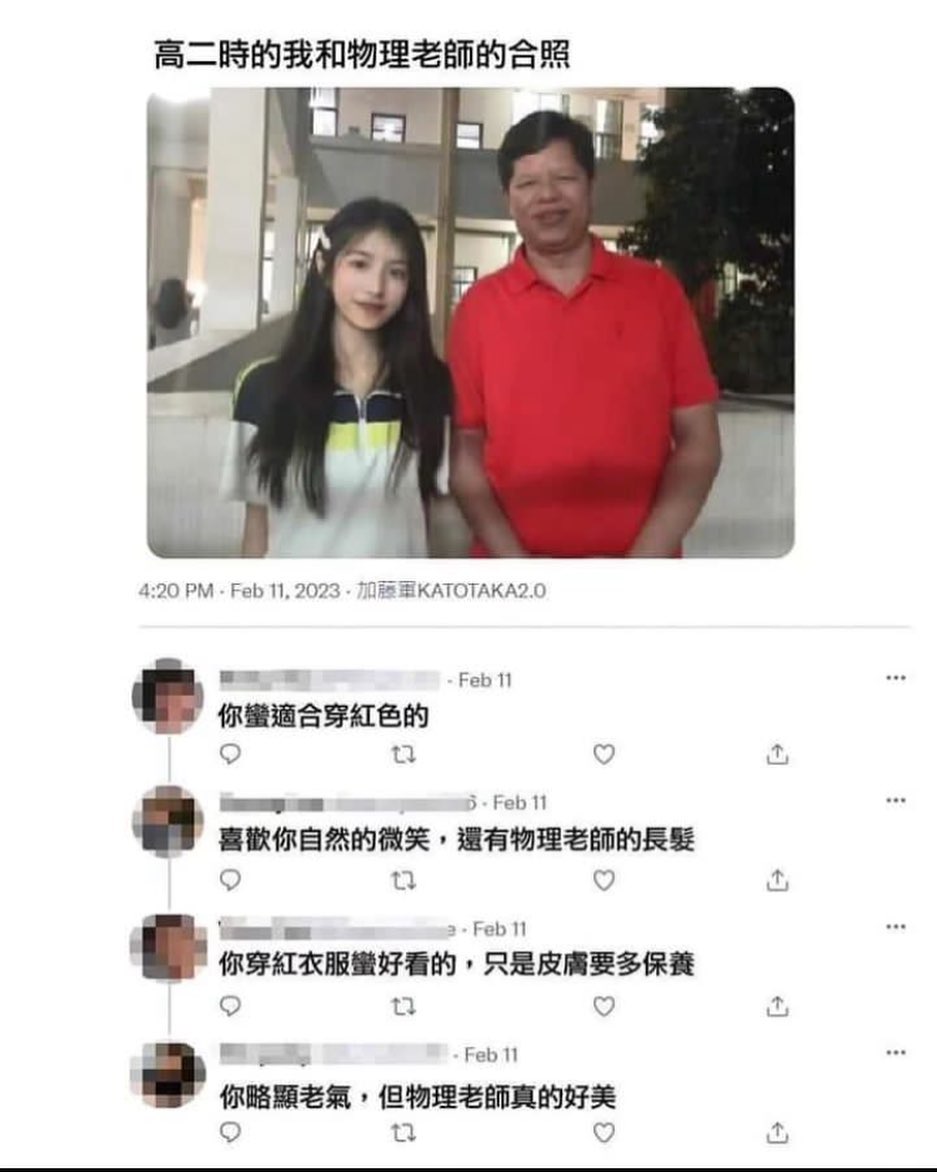 高二時的我和物理老師的合照
4:20 PM · Feb 11, 2023 · 加藤軍KATOTAKA2.0
· Feb 11
你蠻適合穿紅色的
6 · Feb 11
喜歡你自然的微笑，還有物理老師的長髮
e · Feb 11
你穿紅衣服蠻好看的，只是皮膚要多保養
· Feb 11
你略顯老氣，但物理老師真的好美